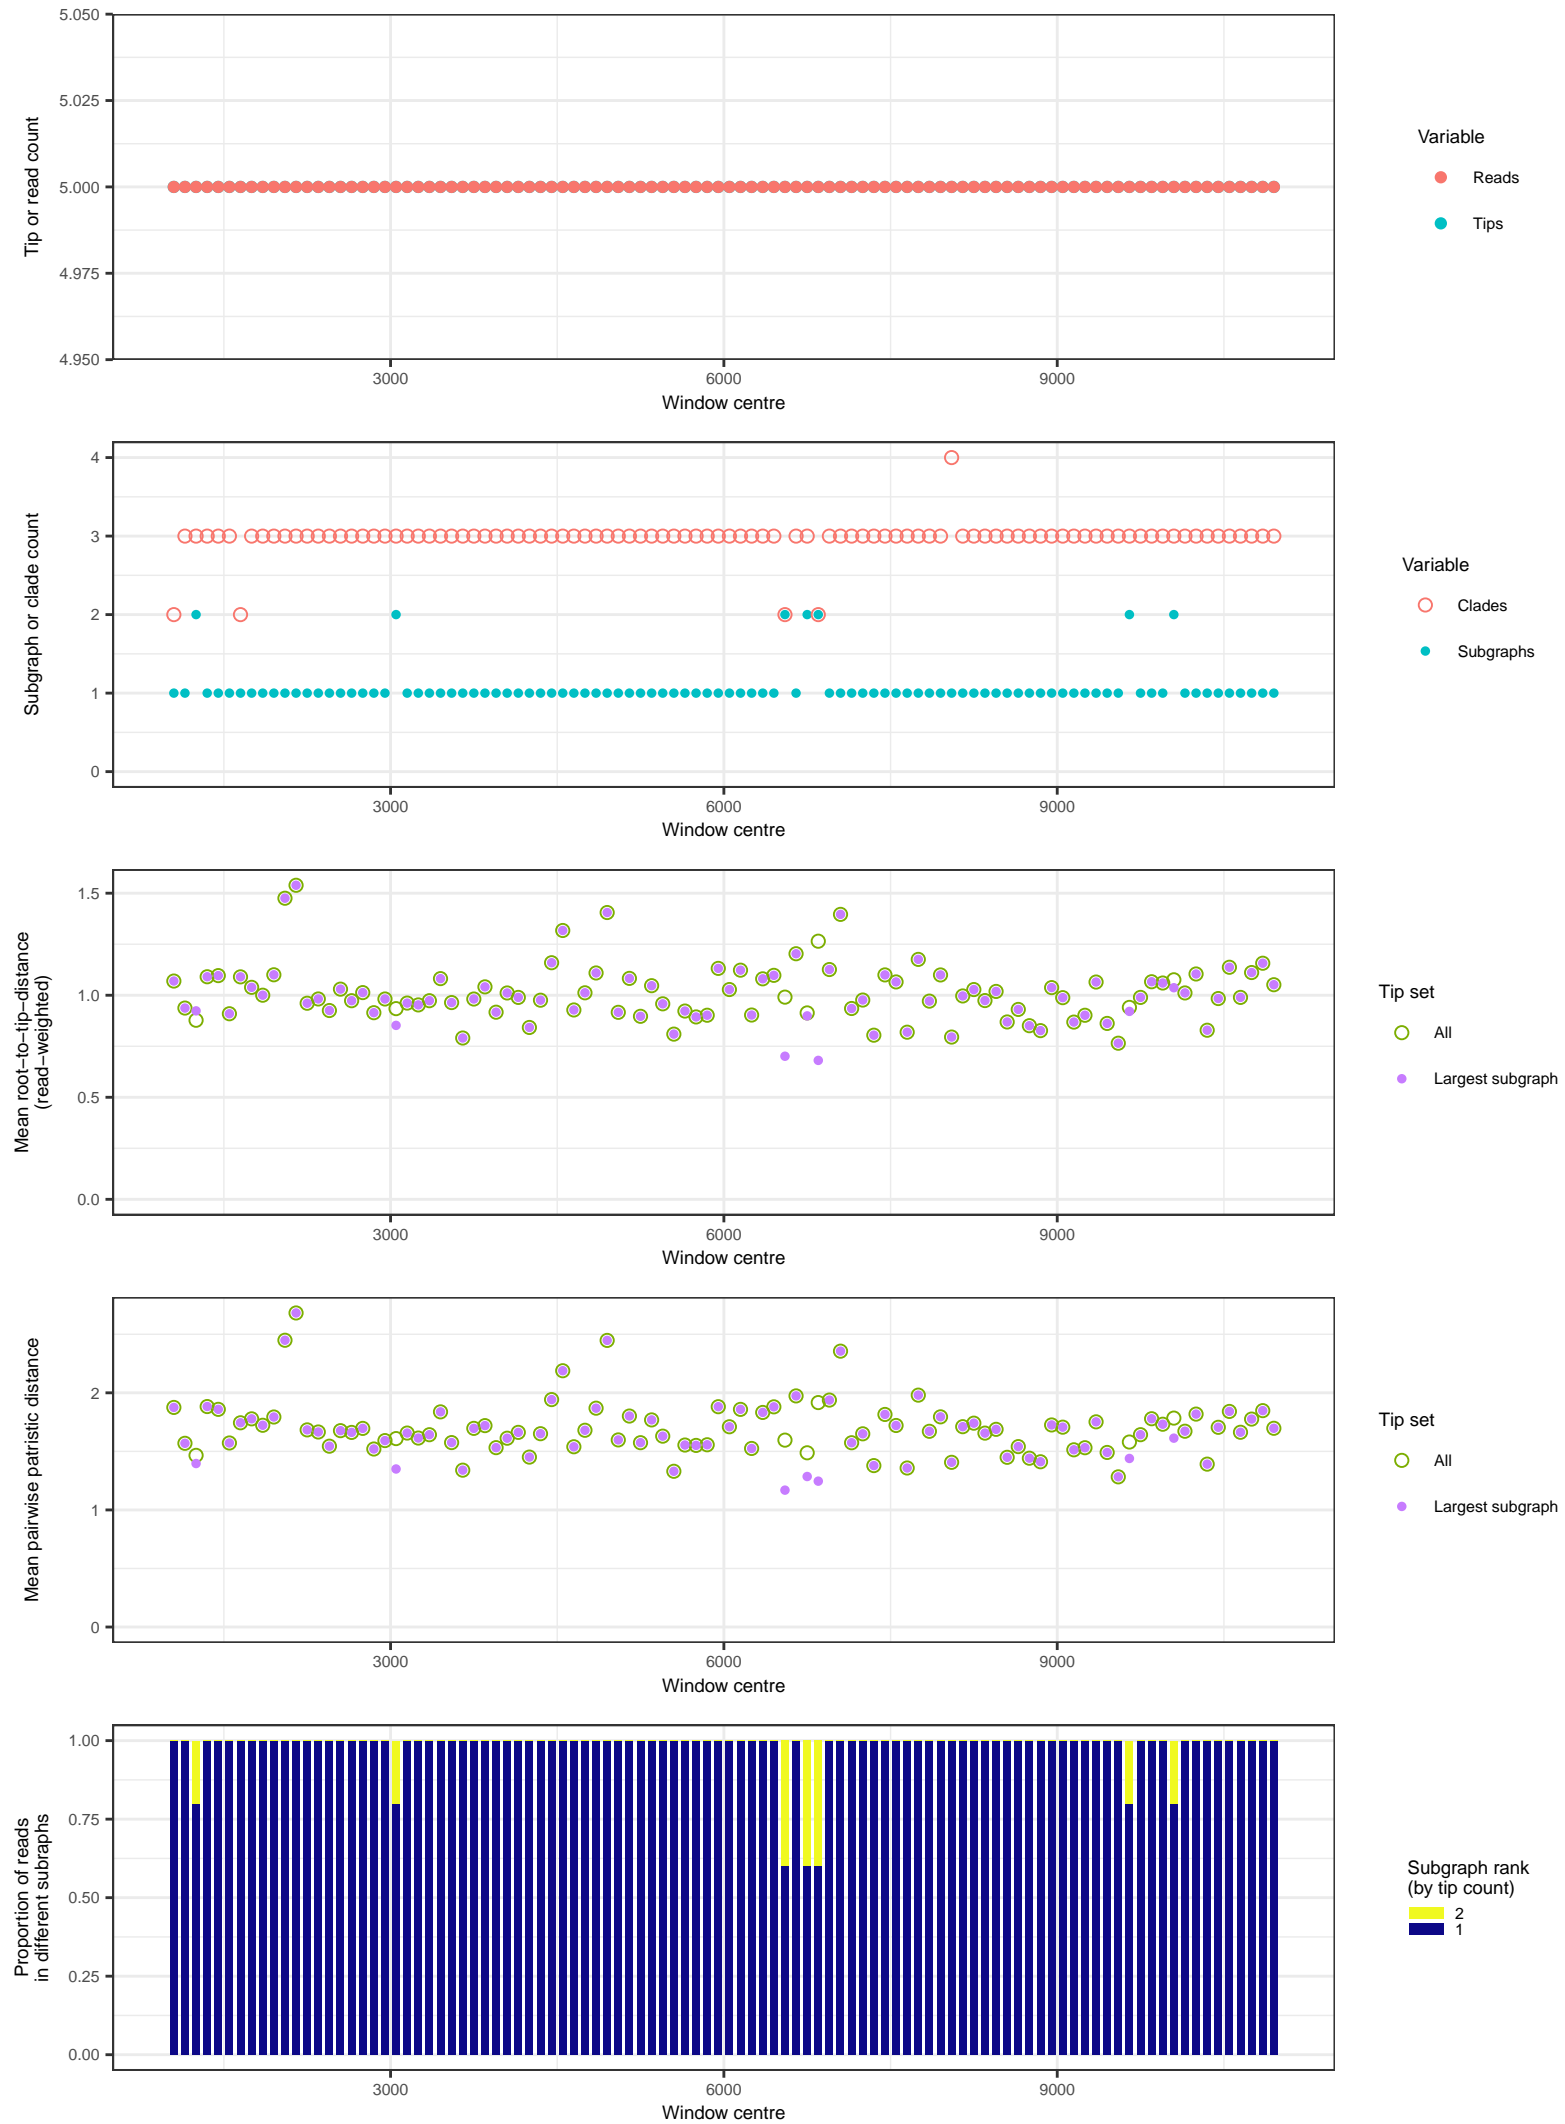 5.050
5.025
5.000
4.975
4.950
Tip or read count
3000 6000 9000
Window centre
Variable
Reads
Tips
4
3
2
1
0
Subgraph or clade count
3000 6000 9000
Window centre
Variable
Clades
Subgraphs
1.5
1.0
0.5
0.0
Mean root−to−tip−distance
(read−weighted)
3000 6000 9000
Window centre
Tip set
All
Largest subgraph
2
1
0
Mean pairwise patristic distance
3000 6000 9000
Window centre
Tip set
All
Largest subgraph
1.00
0.75
0.50
0.25
0.00
Proportion of reads
in different subraphs
3000 6000 9000
Window centre
Subgraph rank
(by tip count)
2
1